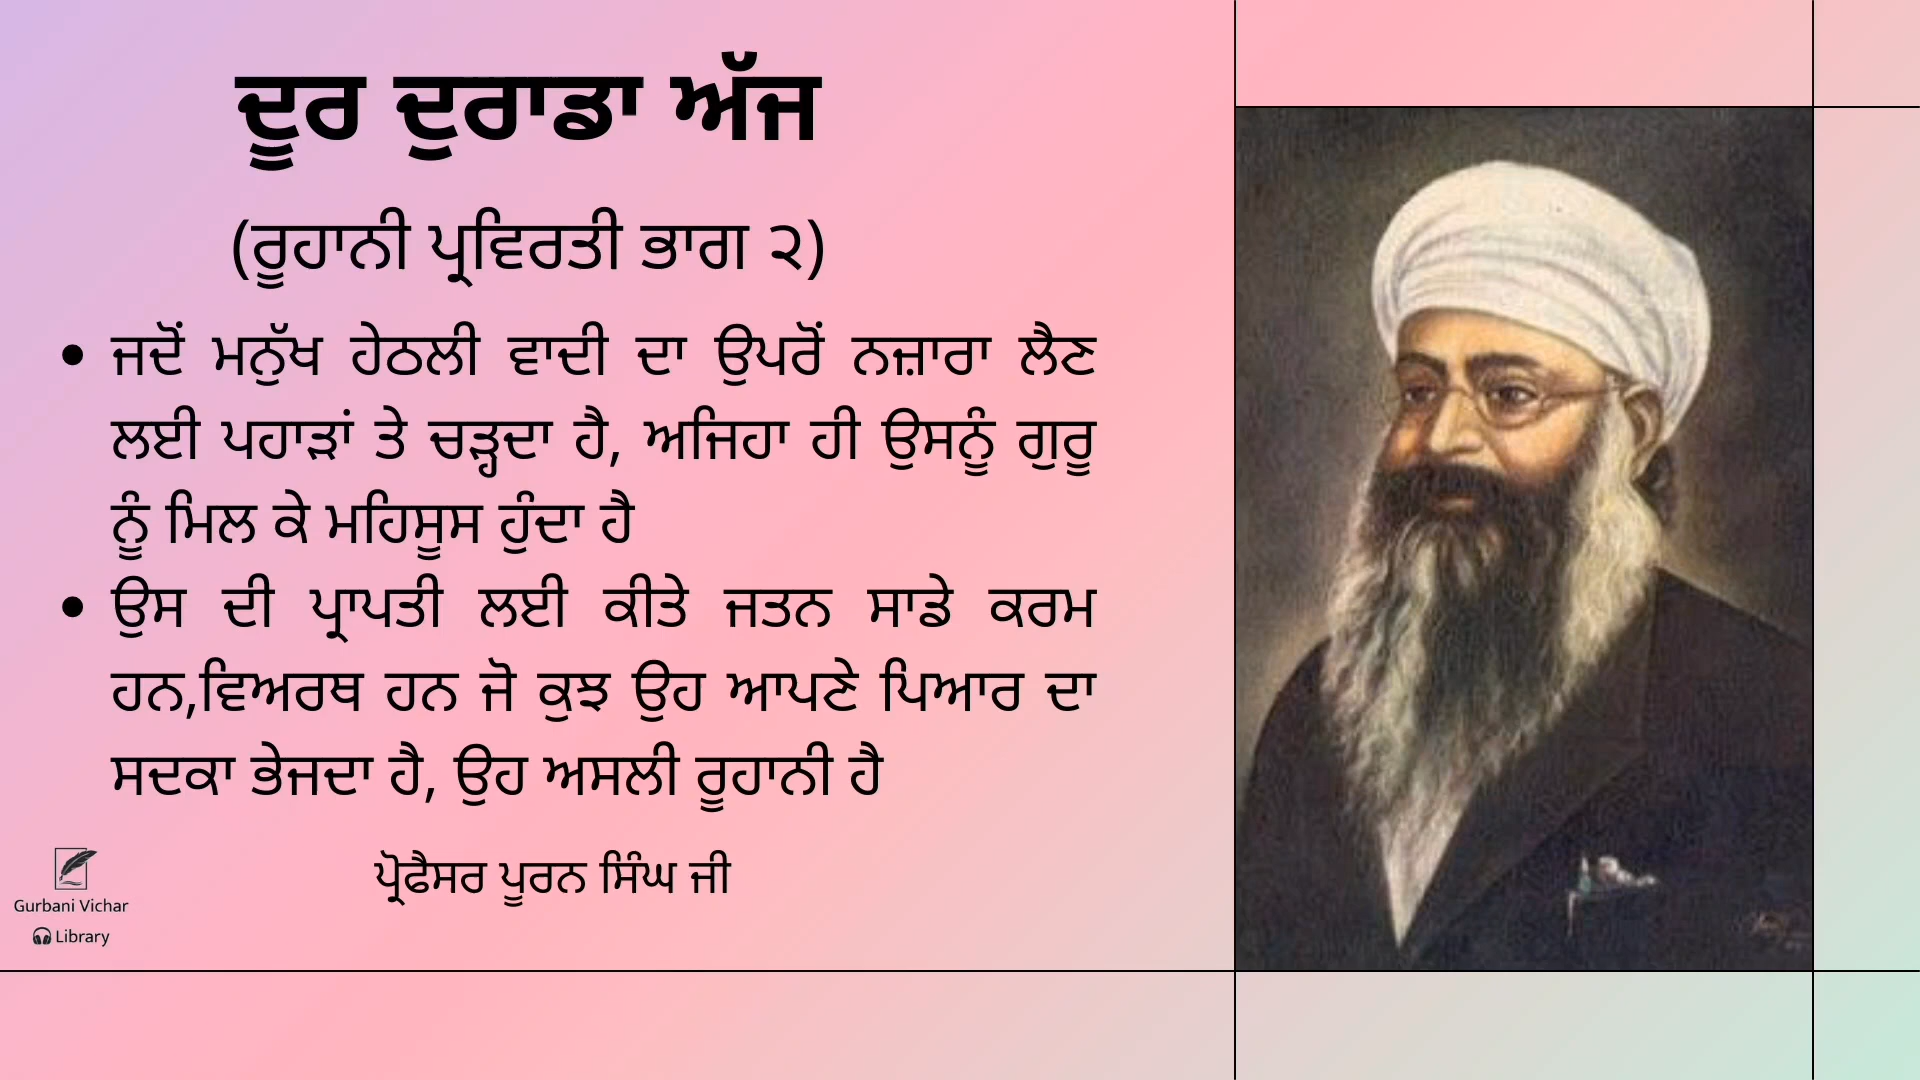 ਦੂਰ ਦੁਰਾਡਾ ਅੱਜ
(ਰੂਹਾਨੀ ਪ੍ਰਵਿਰਤੀ ਭਾਗ ੨)
• ਜਦੋਂ ਮਨੁੱਖ ਹੇਠਲੀ ਵਾਦੀ ਦਾ ਉਪਰੋਂ ਨਜ਼ਾਰਾ ਲੈਣ
ਲਈ ਪਹਾੜਾਂ ਤੇ ਚੜ੍ਹਦਾ ਹੈ, ਅਜਿਹਾ ਹੀ ਉਸਨੂੰ ਗੁਰੂ
ਨੂੰ ਮਿਲ ਕੇ ਮਹਿਸੂਸ ਹੁੰਦਾ ਹੈ
• ਉਸ ਦੀ ਪ੍ਰਾਪਤੀ ਲਈ ਕੀਤੇ ਜਤਨ ਸਾਡੇ ਕਰਮ
ਹਨ,ਵਿਅਰਥ ਹਨ ਜੋ ਕੁਝ ਉਹ ਆਪਣੇ ਪਿਆਰ ਦਾ
ਸਦਕਾ ਭੇਜਦਾ ਹੈ, ਉਹ ਅਸਲੀ ਰੂਹਾਨੀ ਹੈ
ਪ੍ਰੋਫੈਸਰ ਪੂਰਨ ਸਿੰਘ ਜੀ
Gurbani Vichar
Library